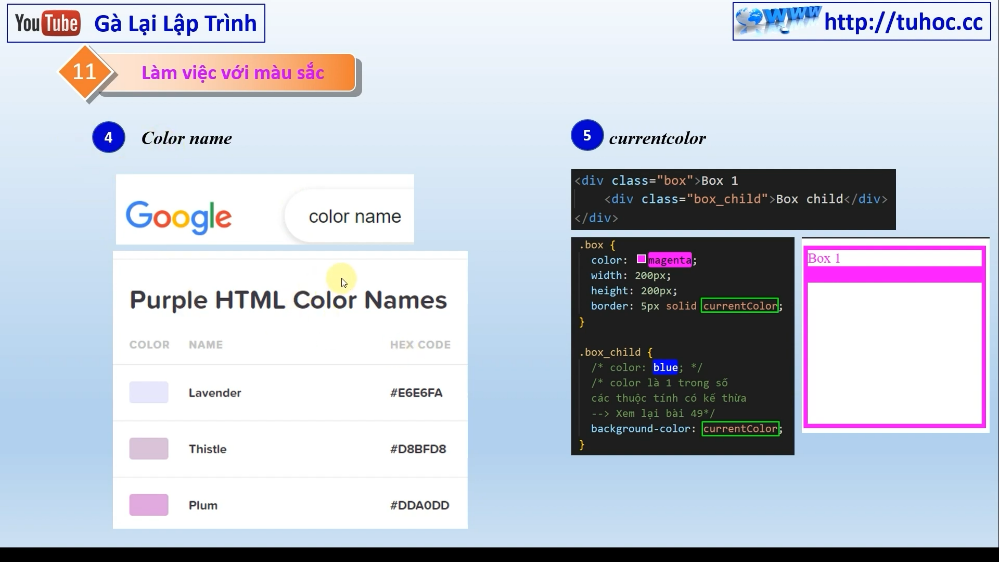 YouTube Gà Lại Lập Trình
www http://tuhoc.cc
11 Làm việc với màu sắc
4 Color name
Google color name
Purple HTML Color Names
COLOR NAME HEX CODE
Lavender #E6E6FA
Thistle #D8BFD8
Plum #DDA0DD
5 currentcolor
<div class="box">Box 1
<div class="box_child">Box child</div>
</div>
.box {
color: magenta;
width: 200px;
height: 200px;
border: 5px solid currentColor;
}
.box_child {
/* color: blue; */
/* color là 1 trong số
các thuộc tính có kế thừa
--> Xem lại bài 49*/
background-color: currentColor;
}
Box 1